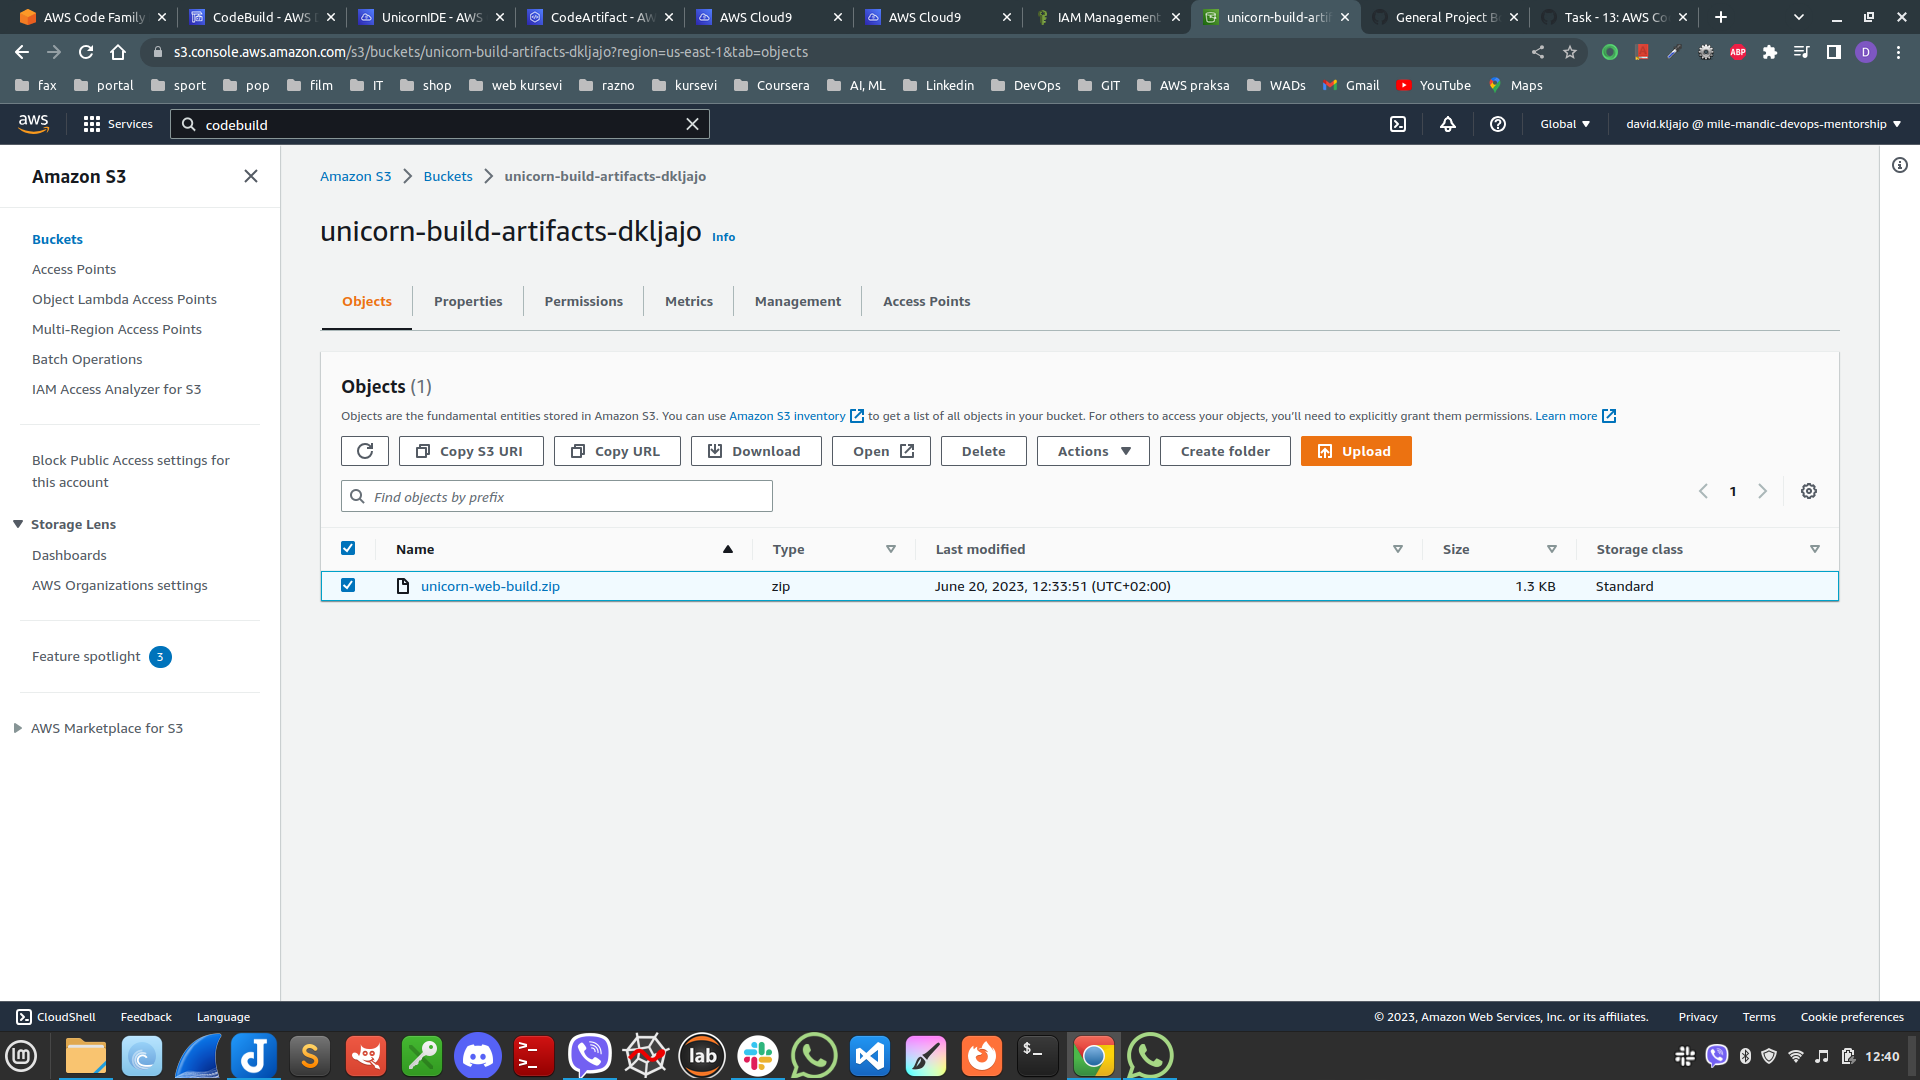 AWS Code Family
CodeBuild - AWS
UnicornIDE - AWS
CodeArtifact - AW
AWS Cloud9
AWS Cloud9
IAM Management
unicorn-build-artif
General Project Bo
Task - 13: AWS Co
s3.console.aws.amazon.com/s3/buckets/unicorn-build-artifacts-dkljajo?region=us-east-1&tab=objects
ABP
D
fax
portal
sport
pop
film
IT
shop
web kursevi
razno
kursevi
Coursera
AI, ML
Linkedin
DevOps
GIT
AWS praksa
WADs
Gmail
YouTube
Maps
aws
Services
codebuild
Global
david.kljajo @ mile-mandic-devops-mentorship
Amazon S3
Buckets
Access Points
Object Lambda Access Points
Multi-Region Access Points
Batch Operations
IAM Access Analyzer for S3
Block Public Access settings for
this account
Storage Lens
Dashboards
AWS Organizations settings
Feature spotlight 3
AWS Marketplace for S3
Amazon S3 Buckets unicorn-build-artifacts-dkljajo
unicorn-build-artifacts-dkljajo Info
Objects Properties Permissions Metrics Management Access Points
Objects (1)
Objects are the fundamental entities stored in Amazon S3. You can use Amazon S3 inventory to get a list of all objects in your bucket. For others to access your objects, you'll need to explicitly grant them permissions. Learn more
Copy S3 URI Copy URL Download Open Delete Actions Create folder Upload
Find objects by prefix
1
Name Type Last modified Size Storage class
unicorn-web-build.zip zip June 20, 2023, 12:33:51 (UTC+02:00) 1.3 KB Standard
CloudShell Feedback Language
© 2023, Amazon Web Services, Inc. or its affiliates. Privacy Terms Cookie preferences
lab
12:40